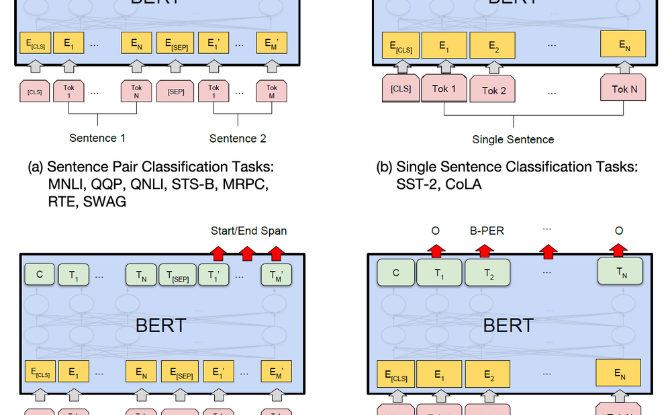 BERT
BERT
E[CLS] E1 ... EN E[SEP] E1' ... EM'
E[CLS] E1 E2 ... EN
[CLS] Tok 1 ... Tok N [SEP] Tok 1 ... Tok M
[CLS] Tok 1 Tok 2 ... Tok N
Sentence 1 Sentence 2
Single Sentence
(a) Sentence Pair Classification Tasks:
MNLI, QQP, QNLI, STS-B, MRPC,
RTE, SWAG
(b) Single Sentence Classification Tasks:
SST-2, CoLA
Start/End Span
C T1 ... TN T[SEP] T1' ... TM'
BERT
E[CLS] E1 ... EN E[SEP] E1' ... EM'
O B-PER ... O
C T1 T2 ... TN
BERT
E[CLS] E1 E2 ... EN